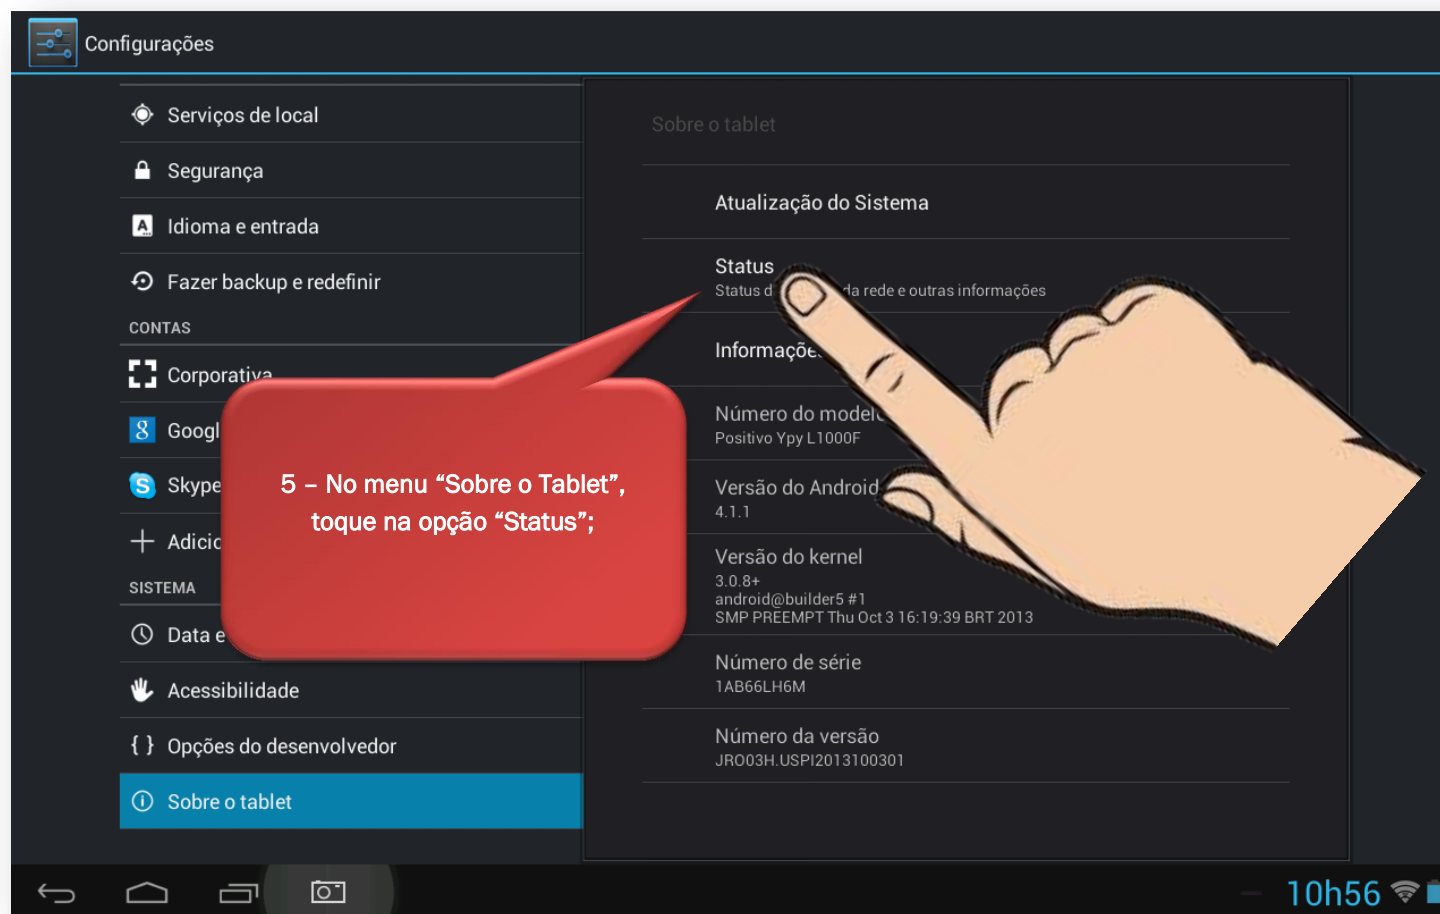 Configurações
Serviços de local
Segurança
Idioma e entrada
Fazer backup e redefinir
CONTAS
Corporativa
Skype
SISTEMA
Data e
Acessibilidade
Opções do desenvolvedor
Sobre o tablet
Sobre o tablet
Atualização do Sistema
Status
Status da rede e outras informações
Número do modelo
Positivo Ypy L1000F
Versão do Android
4.1.1
Versão do kernel
3.0.8+
android@builder5 #1
SMP PREEMPT Thu Oct 3 16:19:39 BRT 2013
Número de série
1AB66LH6M
Número da versão
JRO03H.USPI2013100301
5 – No menu “Sobre o Tablet”,
toque na opção “Status”;
10h56